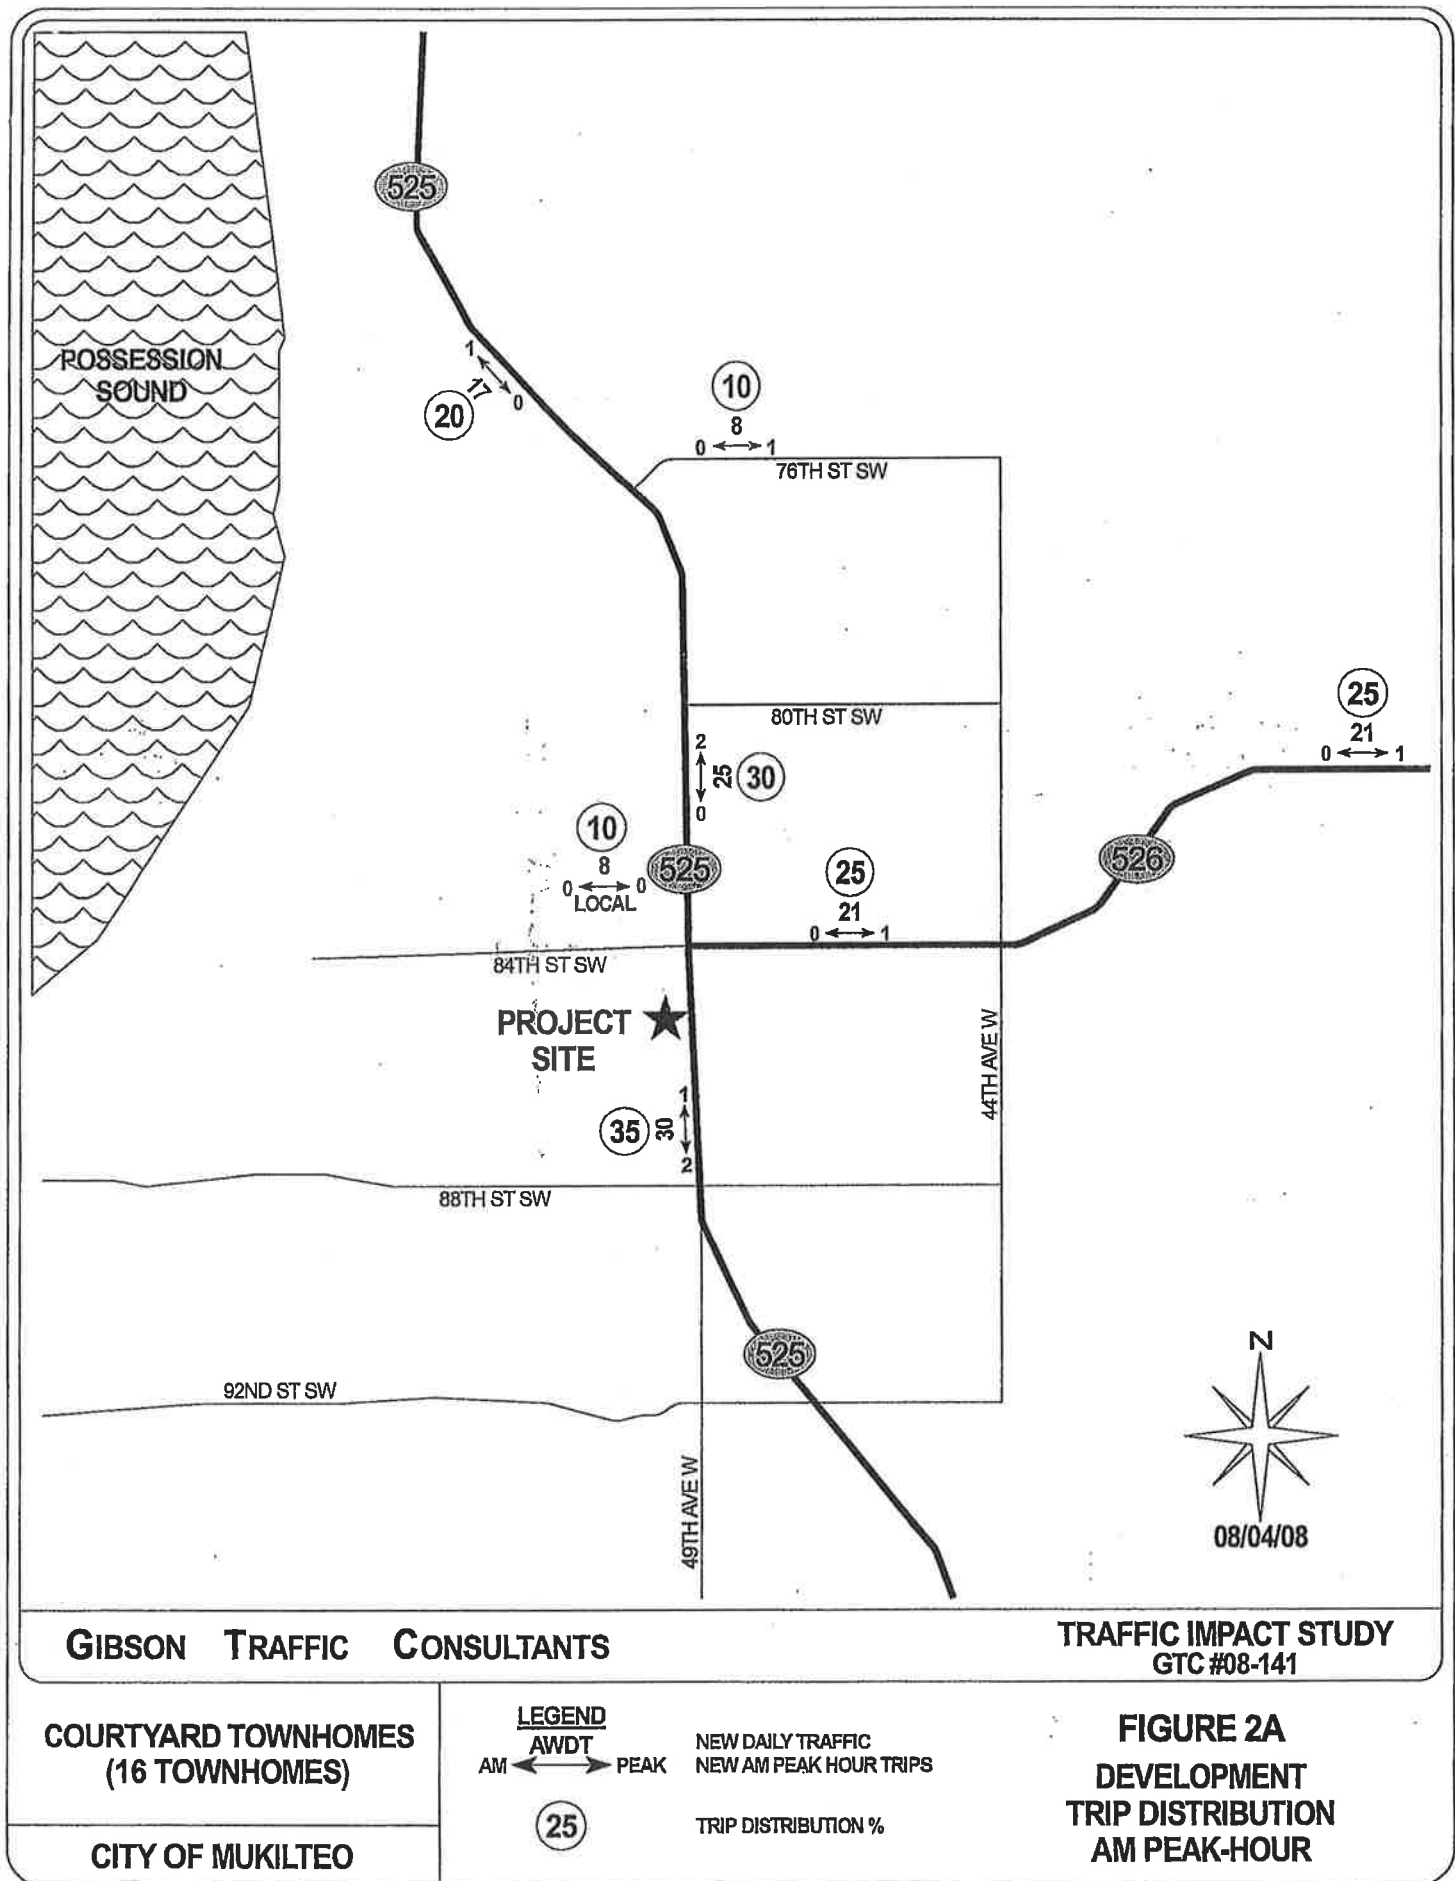 525
POSSESSION
SOUND
1
17
0
20
10
8
0 1
76TH ST SW
80TH ST SW
25
21
0 1
2
25
0
30
10
8
0 0
LOCAL
525
526
25
21
0 1
84TH ST SW
PROJECT
SITE
44TH AVE W
1
30
2
35
88TH ST SW
525
92ND ST SW
49TH AVE W
N
08/04/08
GIBSON TRAFFIC CONSULTANTS
TRAFFIC IMPACT STUDY
GTC #08-141
COURTYARD TOWNHOMES
(16 TOWNHOMES)
CITY OF MUKILTEO
LEGEND
AWDT
AM PEAK
NEW DAILY TRAFFIC
NEW AM PEAK HOUR TRIPS
25
TRIP DISTRIBUTION %
FIGURE 2A
DEVELOPMENT
TRIP DISTRIBUTION
AM PEAK-HOUR